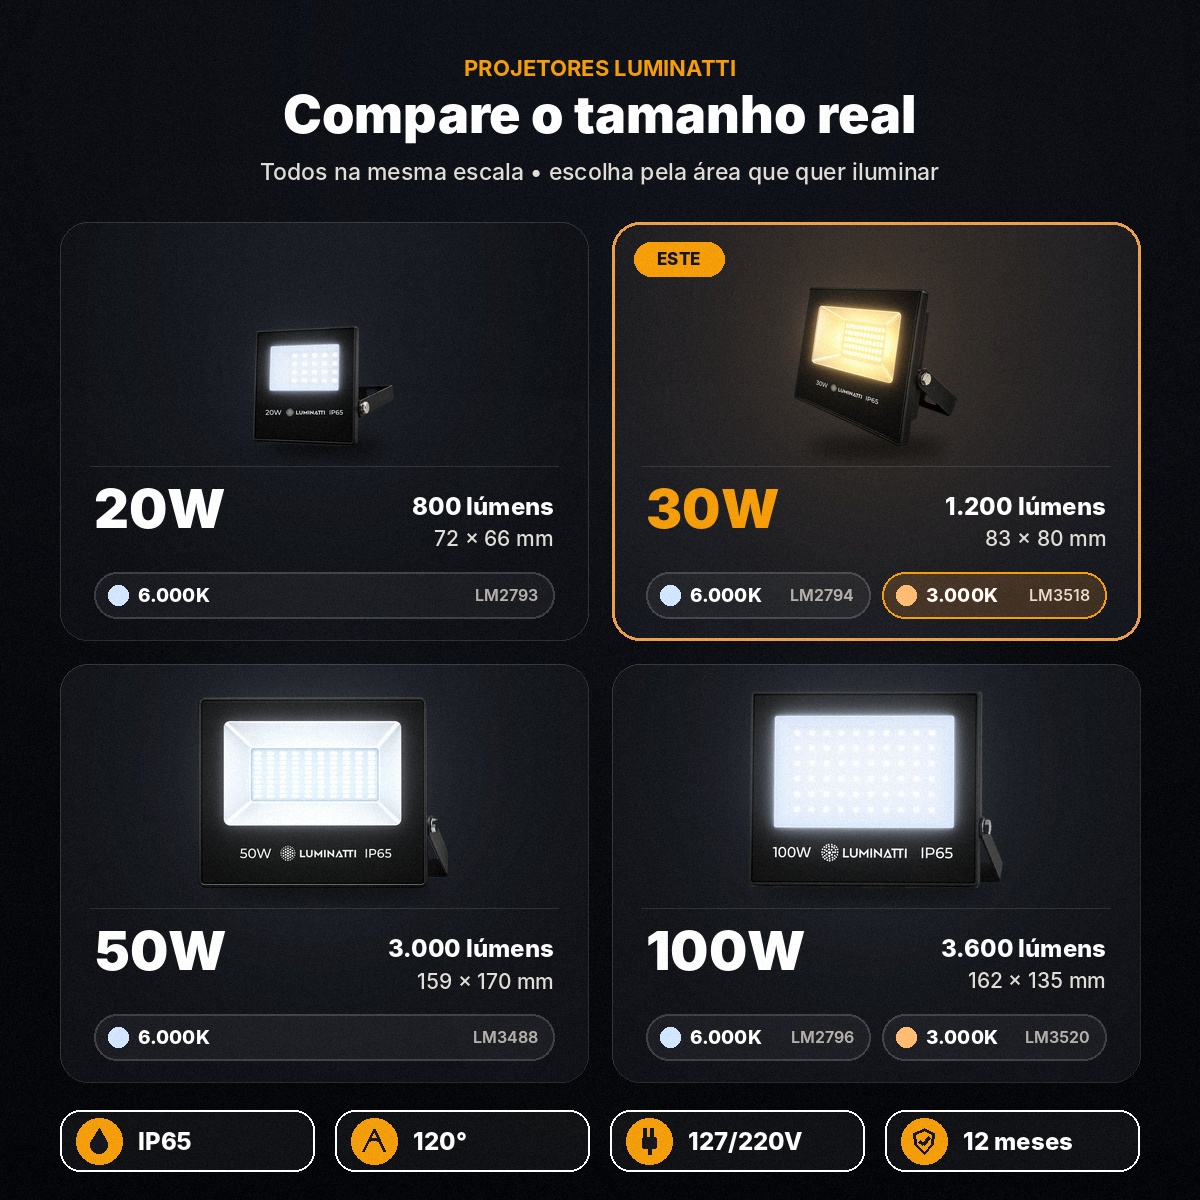 PROJETORES LUMINATTI
Compare o tamanho real
Todos na mesma escala • escolha pela área que quer iluminar
20W LUMINATTI IP65
20W
800 lúmens
72 × 66 mm
6.000K LM2793
ESTE
30W LUMINATTI IP65
30W
1.200 lúmens
83 × 80 mm
6.000K LM2794
3.000K LM3518
50W LUMINATTI IP65
50W
3.000 lúmens
159 × 170 mm
6.000K LM3488
100W LUMINATTI IP65
100W
3.600 lúmens
162 × 135 mm
6.000K LM2796
3.000K LM3520
IP65
120°
127/220V
12 meses